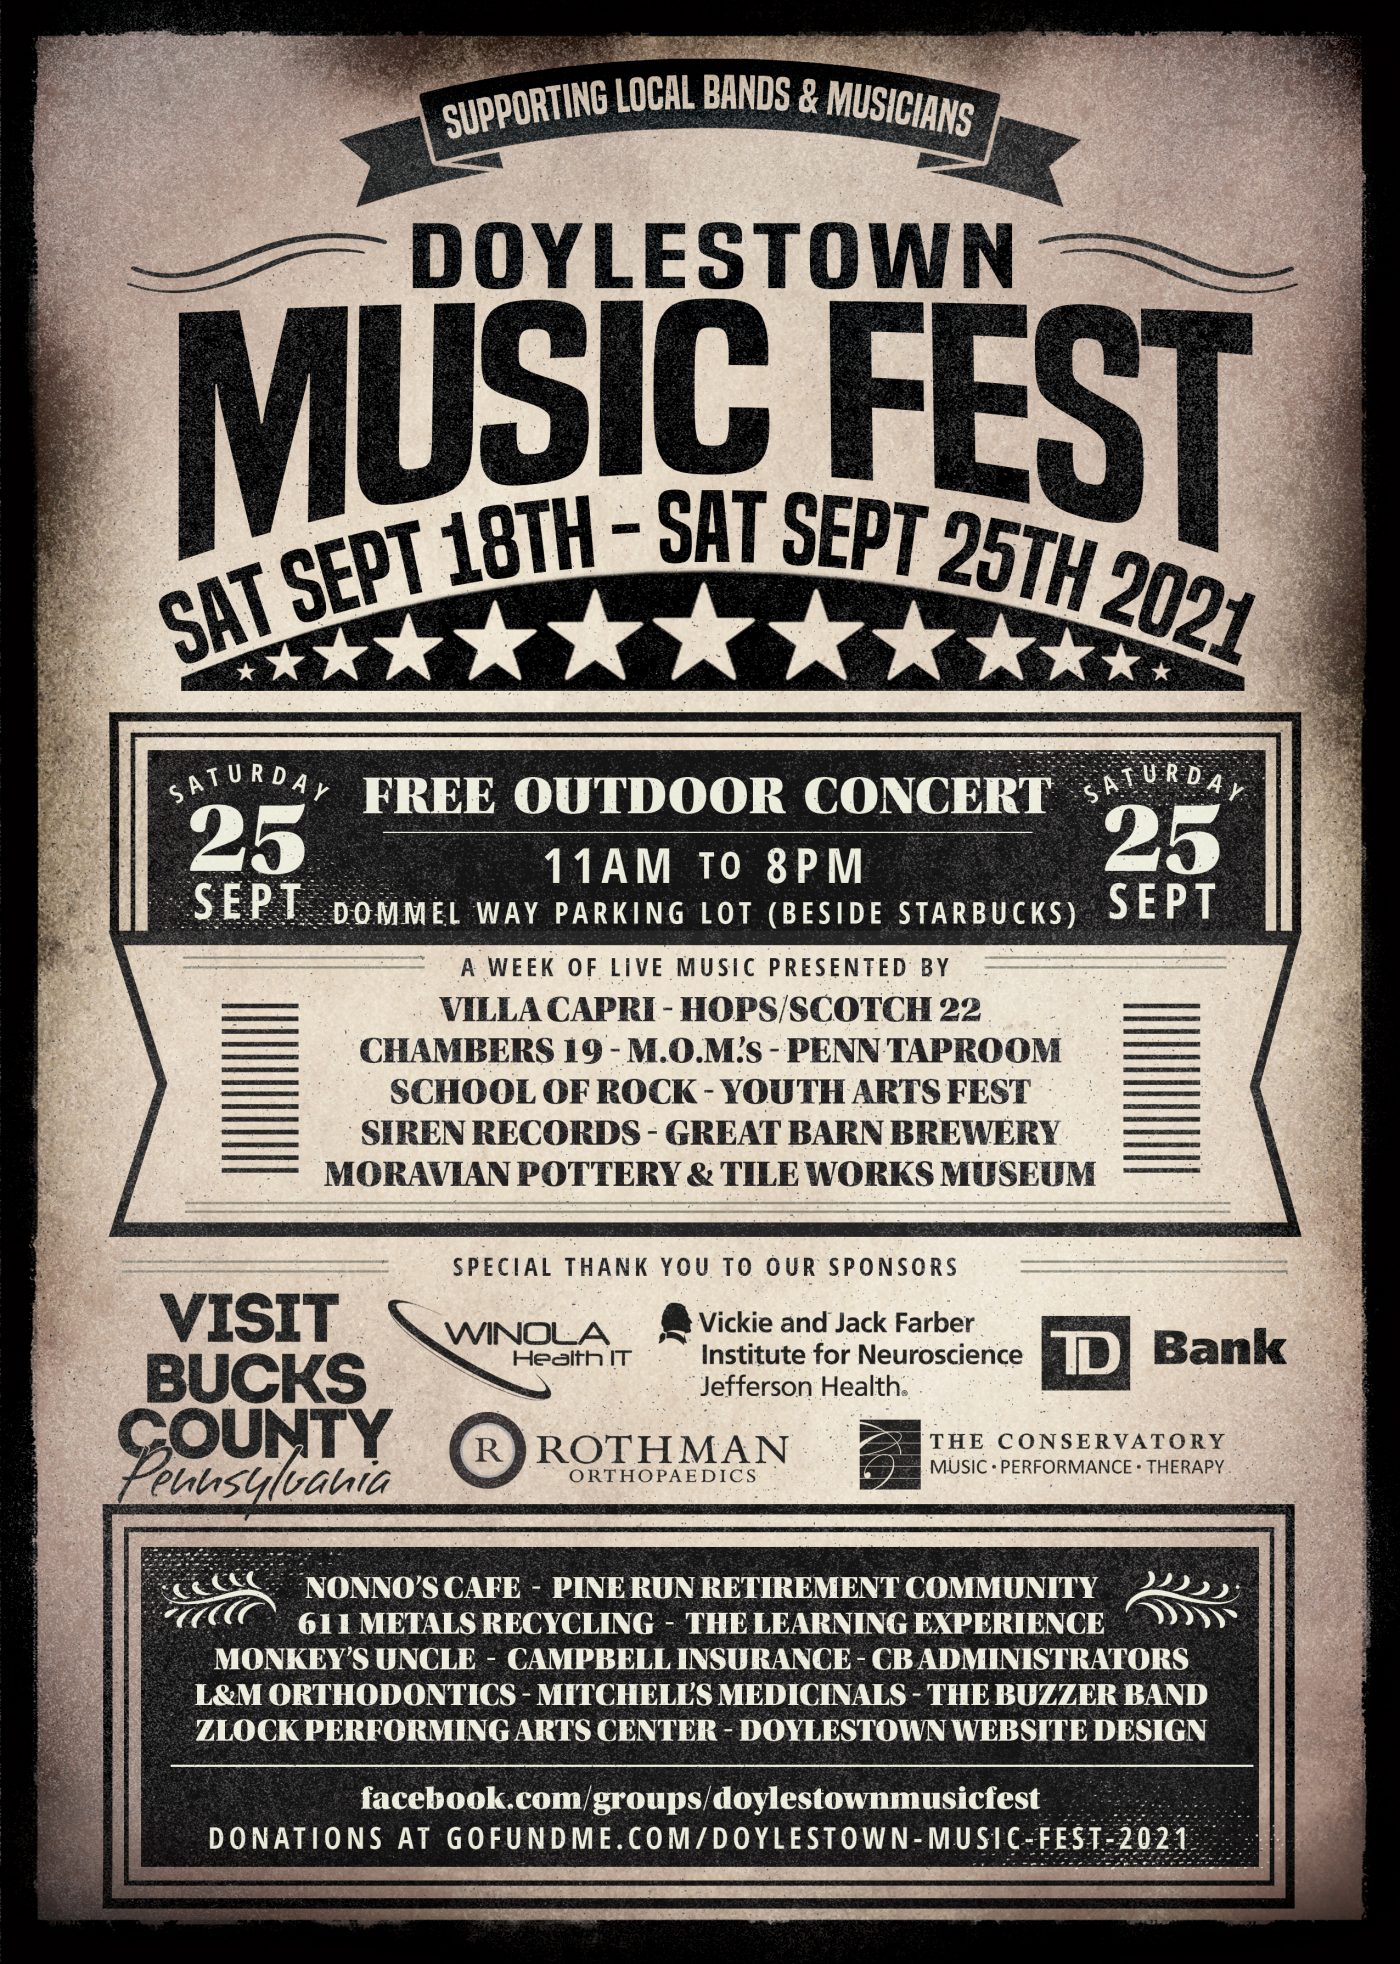 SUPPORTING LOCAL BANDS & MUSICIANS
DOYLESTOWN
MUSIC FEST
SAT SEPT 18TH - SAT SEPT 25TH 2021
SATURDAY
25
SEPT
FREE OUTDOOR CONCERT
11AM TO 8PM
DOMMEL WAY PARKING LOT (BESIDE STARBUCKS)
SATURDAY
25
SEPT
A WEEK OF LIVE MUSIC PRESENTED BY
VILLA CAPRI - HOPS/SCOTCH 22
CHAMBERS 19 - M.O.M.'s - PENN TAPROOM
SCHOOL OF ROCK - YOUTH ARTS FEST
SIREN RECORDS - GREAT BARN BREWERY
MORAVIAN POTTERY & TILE WORKS MUSEUM
SPECIAL THANK YOU TO OUR SPONSORS
VISIT
BUCKS
COUNTY
Pennsylvania
WINOLA
Health IT
Vickie and Jack Farber
Institute for Neuroscience
Jefferson Health®
TD Bank
R ROTHMAN
ORTHOPAEDICS
THE CONSERVATORY
MUSIC • PERFORMANCE • THERAPY
NONNO'S CAFE - PINE RUN RETIREMENT COMMUNITY
611 METALS RECYCLING - THE LEARNING EXPERIENCE
MONKEY'S UNCLE - CAMPBELL INSURANCE - CB ADMINISTRATORS
L&M ORTHODONTICS - MITCHELL'S MEDICINALS - THE BUZZER BAND
ZLOCK PERFORMING ARTS CENTER - DOYLESTOWN WEBSITE DESIGN
facebook.com/groups/doylestownmusicfest
DONATIONS AT GOFUNDME.COM/DOYLESTOWN-MUSIC-FEST-2021